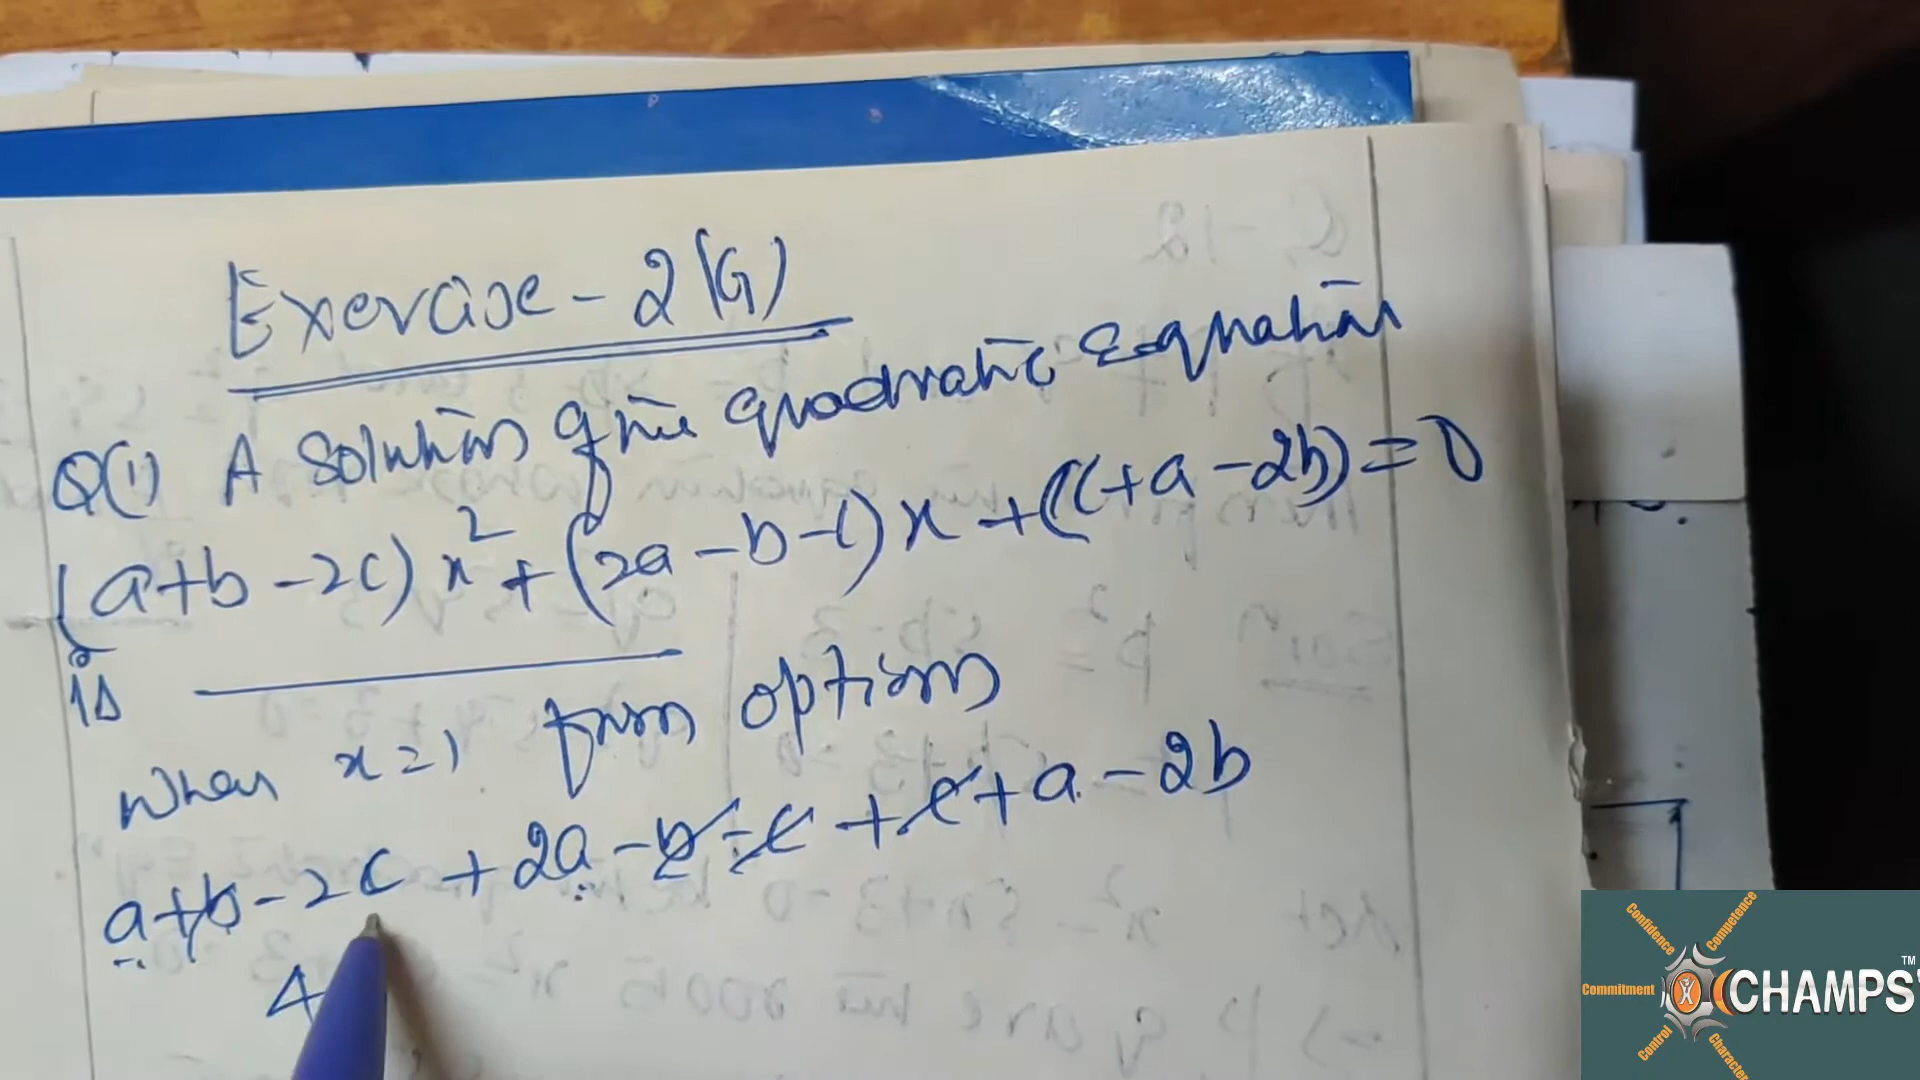 Exercise - 2(G)
Q(1) A solution of the quadratic Equation
(a+b-2c)x²+(2a-b-c)x+(c+a-2b)=0
is
when x=1 from options
a+b-2c+2a-b-c+c+a-2b
4
Commitment
Confidence
Competence
Control
Character
CHAMPS
TM